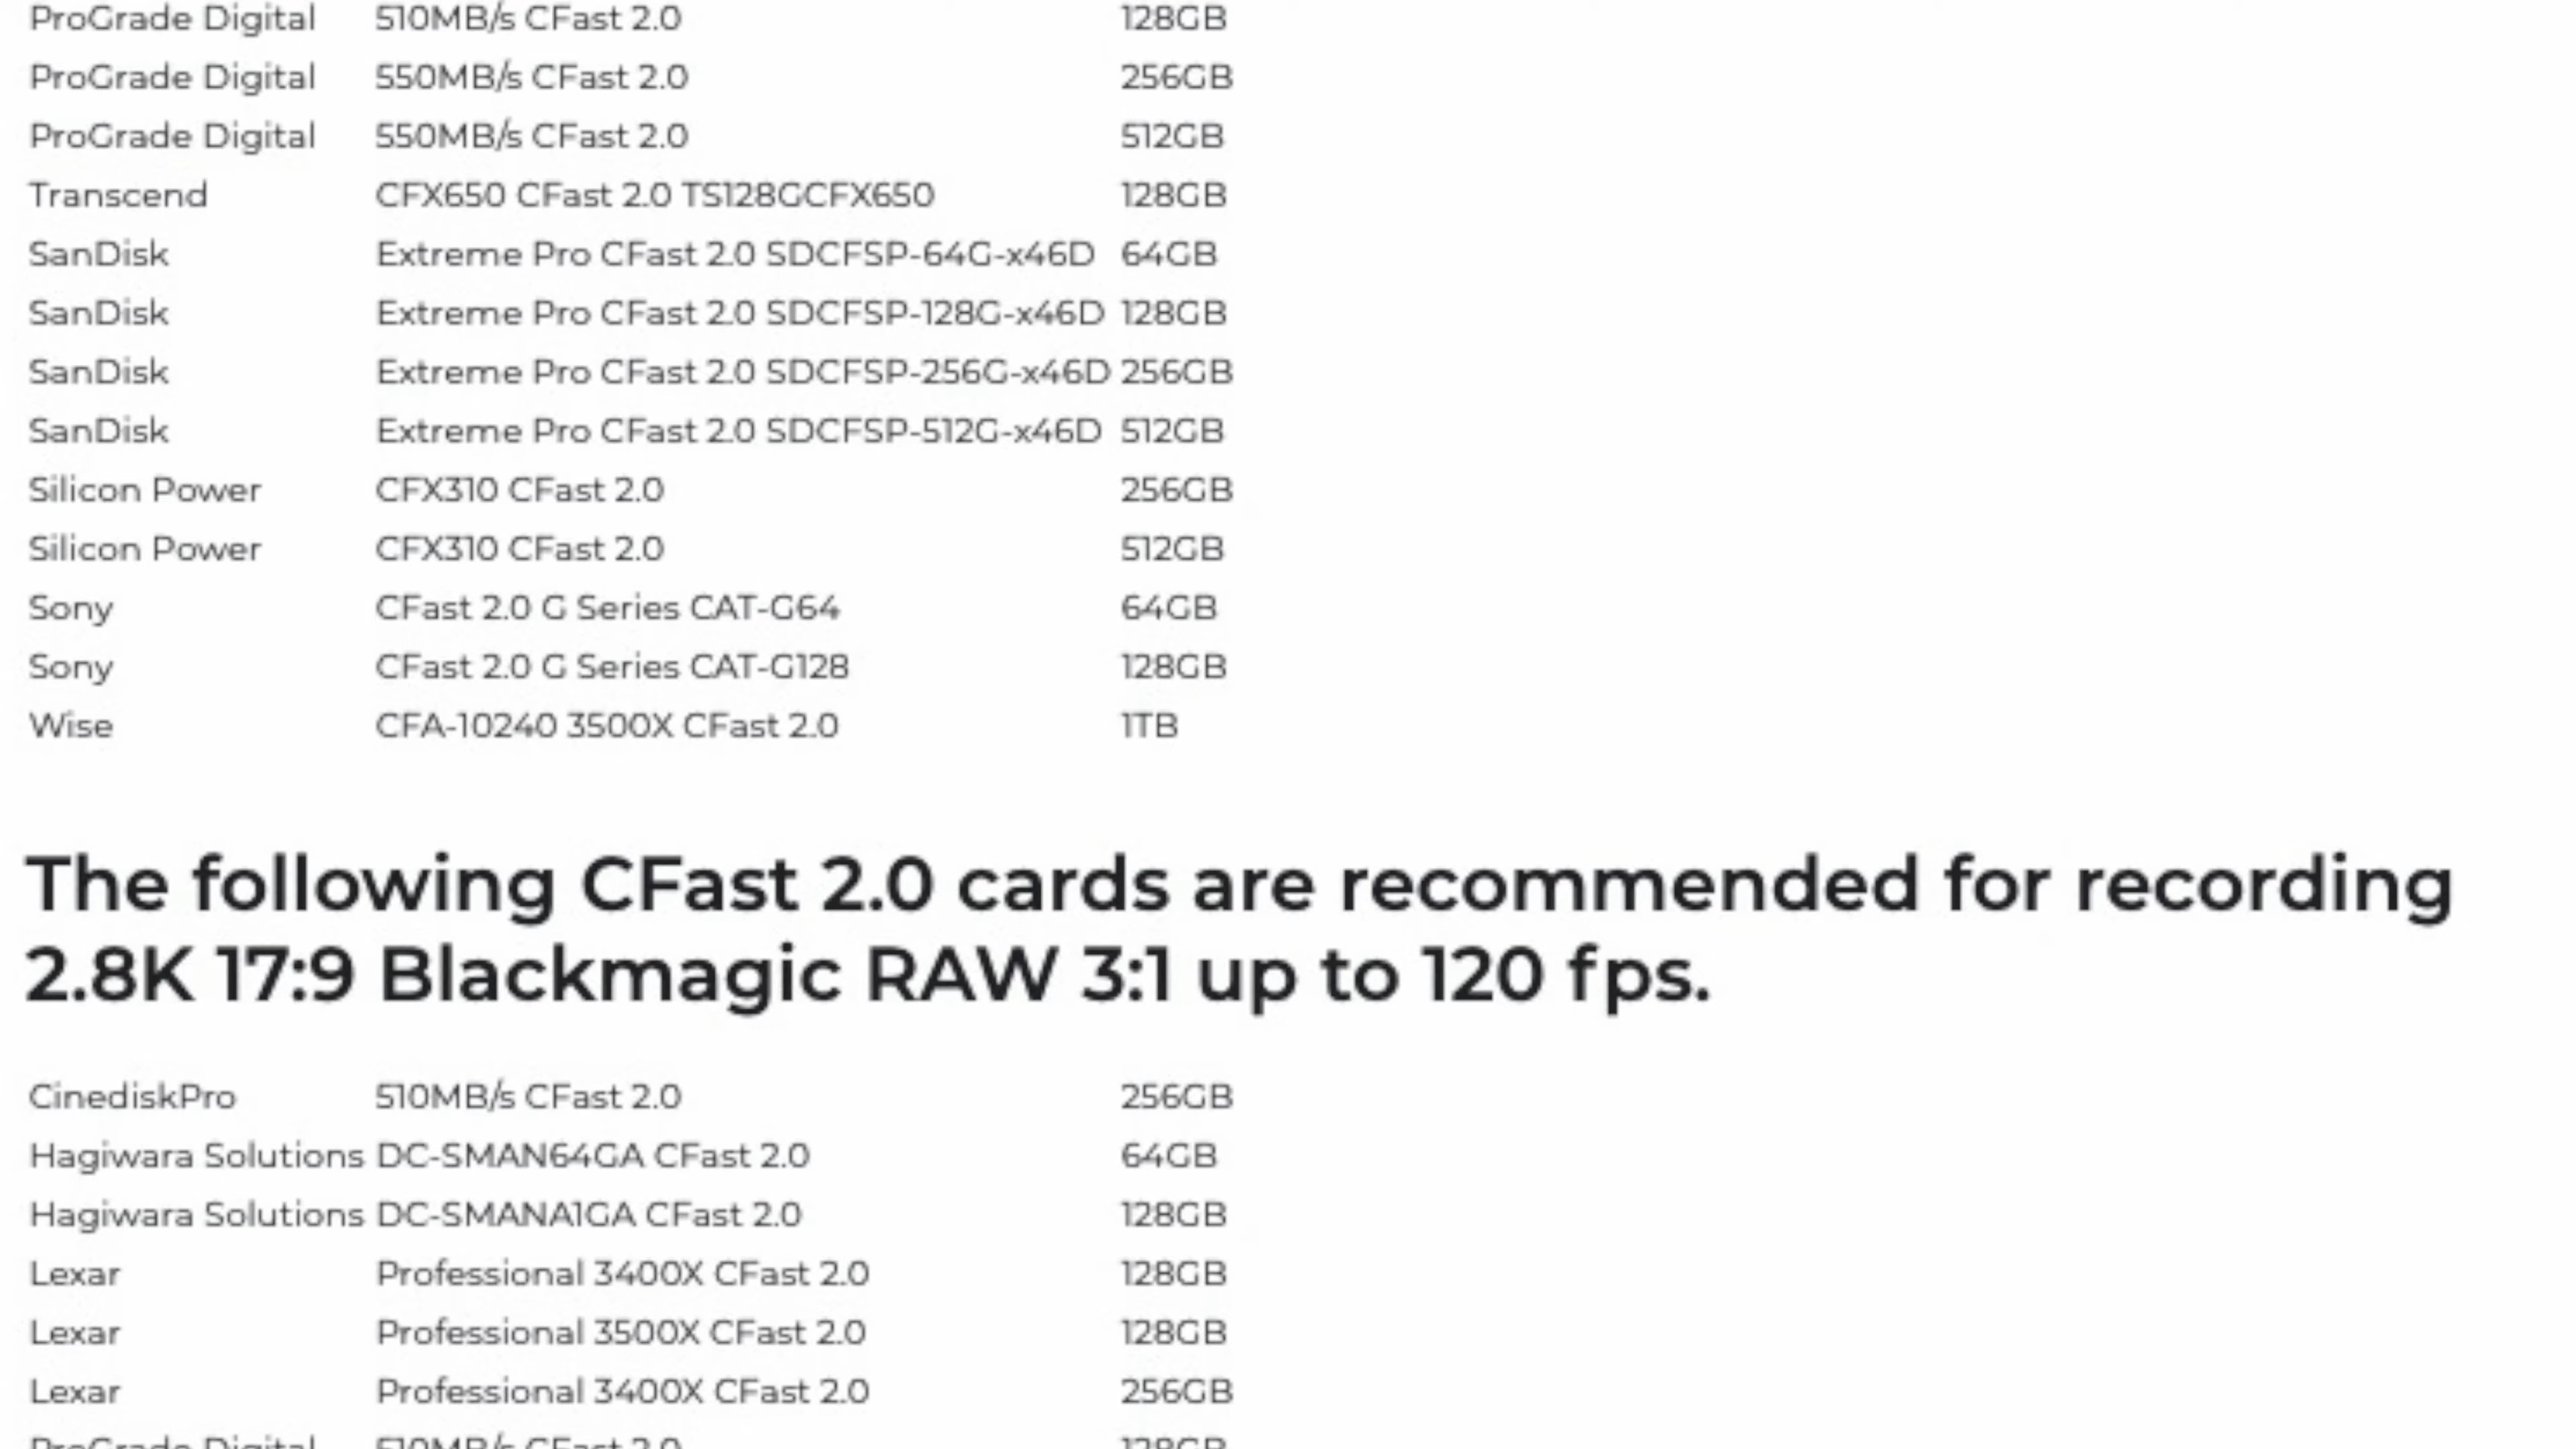 ProGrade Digital 510MB/s CFast 2.0 128GB
ProGrade Digital 550MB/s CFast 2.0 256GB
ProGrade Digital 550MB/s CFast 2.0 512GB
Transcend CFX650 CFast 2.0 TS128GCFX650 128GB
SanDisk Extreme Pro CFast 2.0 SDCFSP-64G-x46D 64GB
SanDisk Extreme Pro CFast 2.0 SDCFSP-128G-x46D 128GB
SanDisk Extreme Pro CFast 2.0 SDCFSP-256G-x46D 256GB
SanDisk Extreme Pro CFast 2.0 SDCFSP-512G-x46D 512GB
Silicon Power CFX310 CFast 2.0 256GB
Silicon Power CFX310 CFast 2.0 512GB
Sony CFast 2.0 G Series CAT-G64 64GB
Sony CFast 2.0 G Series CAT-G128 128GB
Wise CFA-10240 3500X CFast 2.0 1TB
The following CFast 2.0 cards are recommended for recording
2.8K 17:9 Blackmagic RAW 3:1 up to 120 fps.
CinediskPro 510MB/s CFast 2.0 256GB
Hagiwara Solutions DC-SMAN64GA CFast 2.0 64GB
Hagiwara Solutions DC-SMANA1GA CFast 2.0 128GB
Lexar Professional 3400X CFast 2.0 128GB
Lexar Professional 3500X CFast 2.0 128GB
Lexar Professional 3400X CFast 2.0 256GB
ProGrade Digital 510MB/s CFast 2.0 128GB